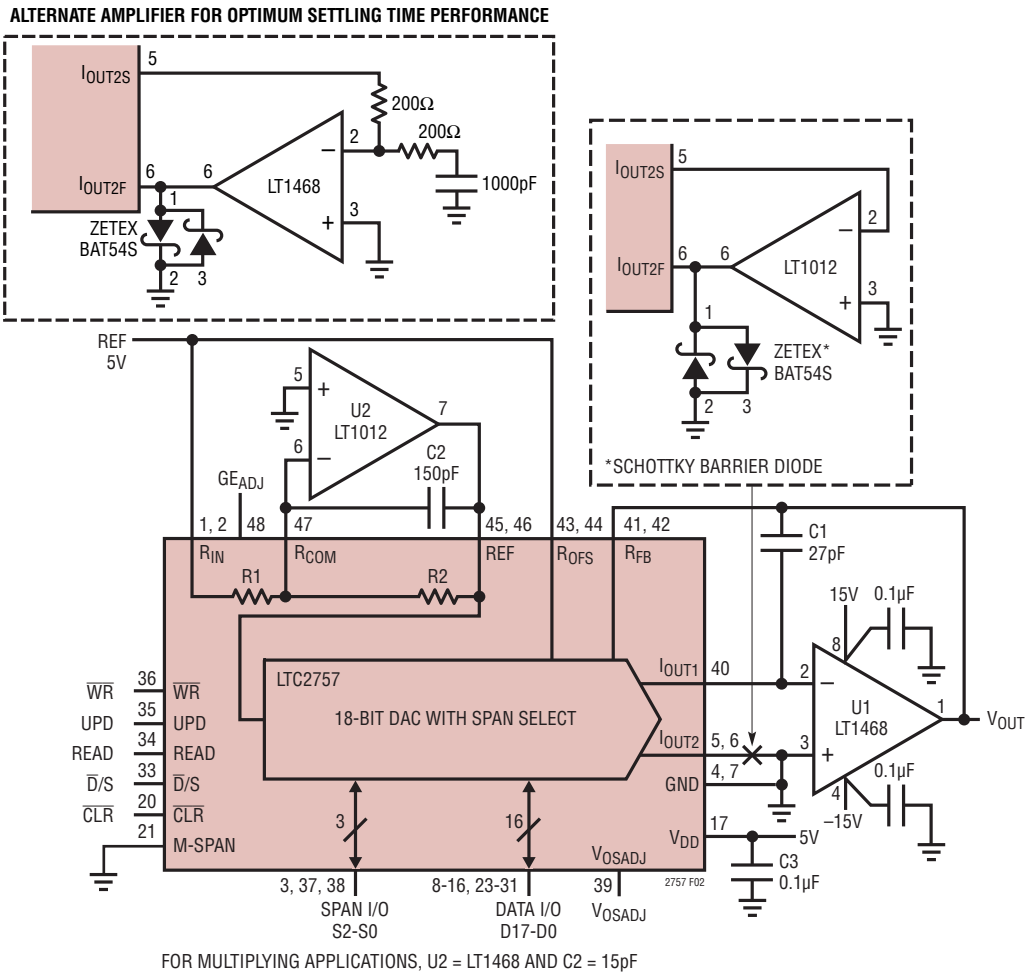 ALTERNATE AMPLIFIER FOR OPTIMUM SETTLING TIME PERFORMANCE
5
IOUT2S
200Ω
200Ω
2
−
LT1468
1000pF
6
6
IOUT2F
+
3
1
ZETEX
BAT54S
2
3
5
IOUT2S
2
−
LT1012
6
6
IOUT2F
+
3
1
ZETEX*
BAT54S
2
3
*SCHOTTKY BARRIER DIODE
REF
5V
5
+
U2
LT1012
7
6
−
C2
150pF
GEADJ
1, 2
48
47
45, 46
43, 44
41, 42
RIN
RCOM
REF
ROFS
RFB
R1
R2
C1
27pF
15V
0.1µF
8
LTC2757
18-BIT DAC WITH SPAN SELECT
IOUT1
40
2
−
U1
LT1468
1
VOUT
IOUT2
5, 6
3
+
GND
4, 7
4
−15V
0.1µF
WR
36
WR
UPD
35
UPD
READ
34
READ
D/S
33
D/S
CLR
20
CLR
21
M-SPAN
3
16
VDD
17
5V
C3
0.1µF
VOSADJ
2757 F02
3, 37, 38
8-16, 23-31
39
SPAN I/O
S2-S0
DATA I/O
D17-D0
VOSADJ
FOR MULTIPLYING APPLICATIONS, U2 = LT1468 AND C2 = 15pF